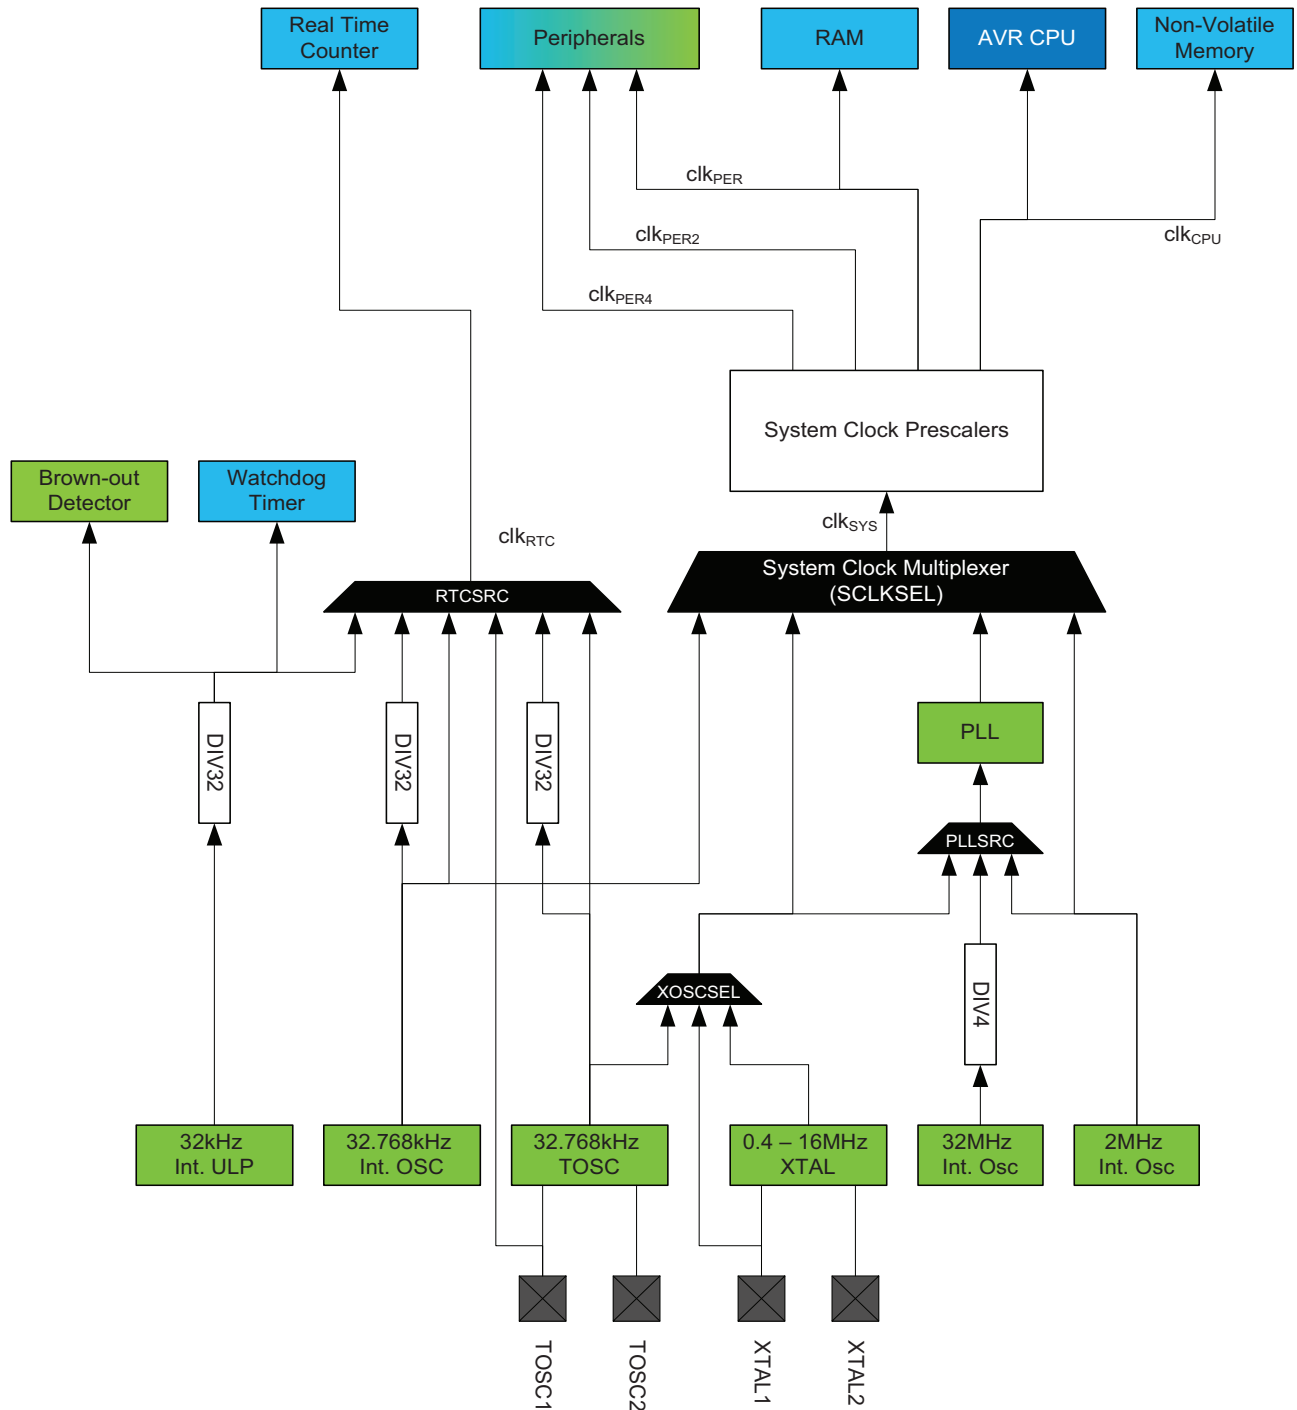 Real Time
Counter
Peripherals
RAM
AVR CPU
Non-Volatile
Memory
clkPER
clkPER2
clkCPU
clkPER4
System Clock Prescalers
Brown-out
Detector
Watchdog
Timer
clkSYS
clkRTC
System Clock Multiplexer
(SCLKSEL)
RTCSRC
DIV32
DIV32
DIV32
PLL
PLLSRC
XOSCSEL
DIV4
32kHz
Int. ULP
32.768kHz
Int. OSC
32.768kHz
TOSC
0.4 – 16MHz
XTAL
32MHz
Int. Osc
2MHz
Int. Osc
TOSC1
TOSC2
XTAL1
XTAL2